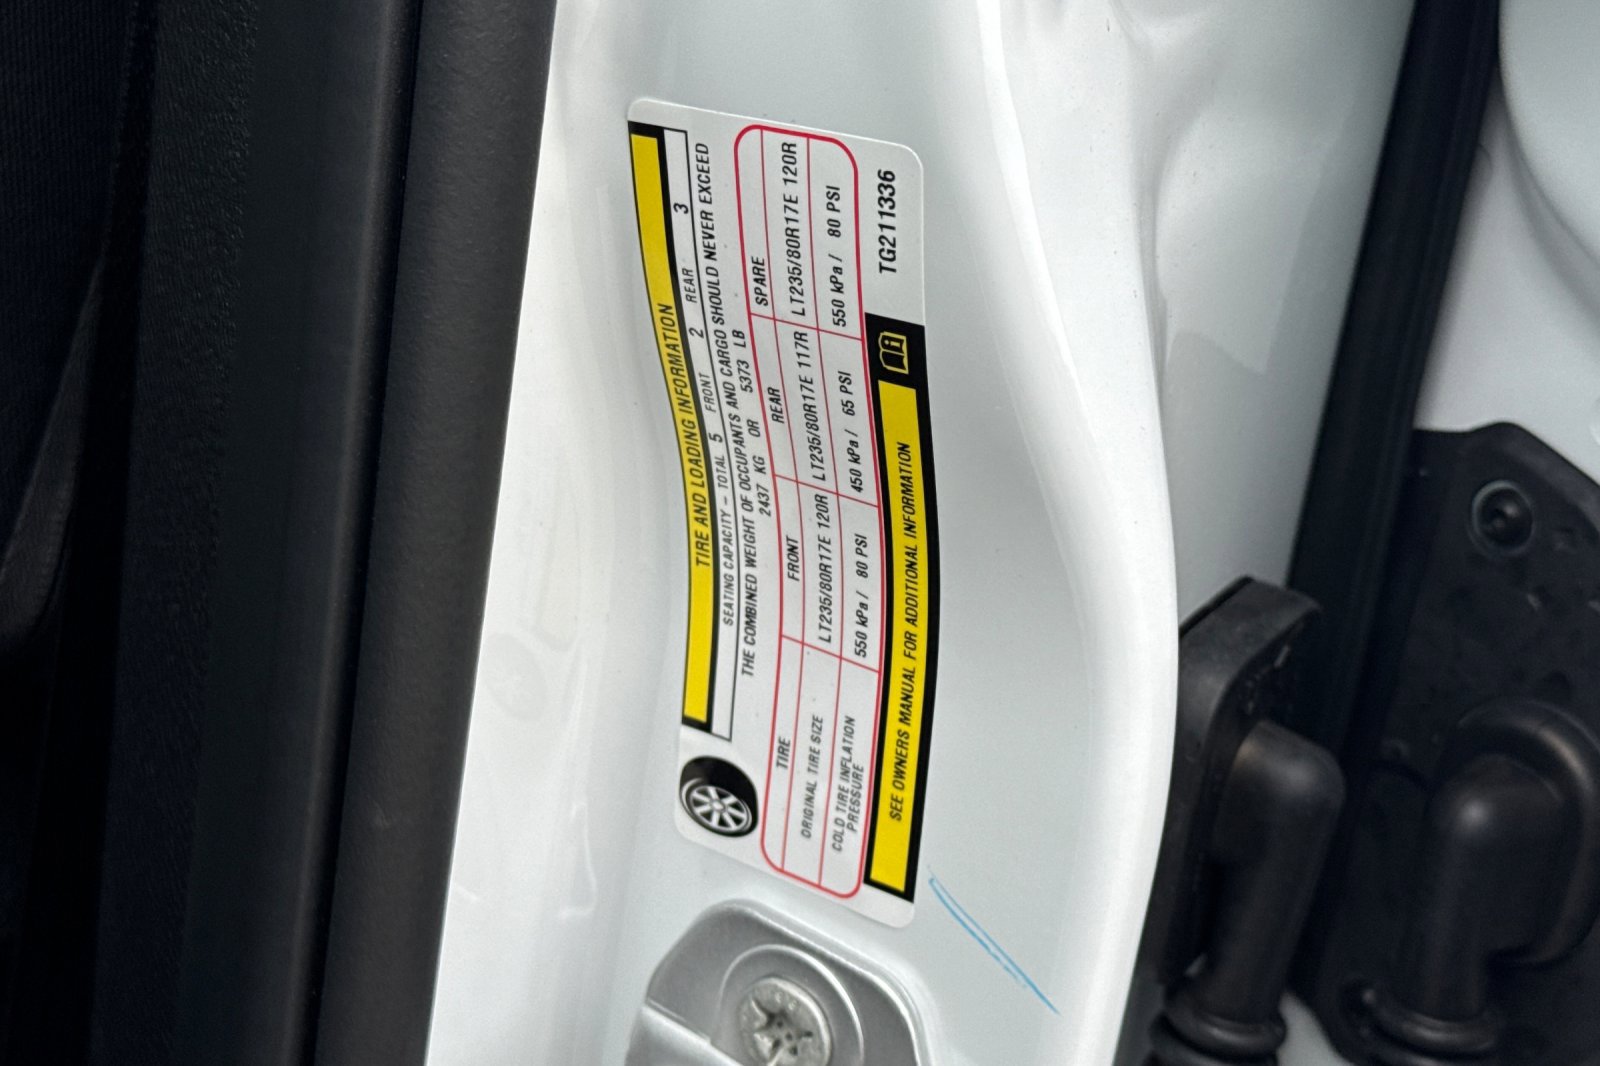 TIRE AND LOADING INFORMATION
SEATING CAPACITY – TOTAL 5 FRONT 2 REAR 3
THE COMBINED WEIGHT OF OCCUPANTS AND CARGO SHOULD NEVER EXCEED
2437 KG OR 5373 LB
TIRE FRONT REAR SPARE
ORIGINAL TIRE SIZE LT235/80R17E 120R LT235/80R17E 117R LT235/80R17E 120R
COLD TIRE INFLATION PRESSURE 550 kPa / 80 PSI 450 kPa / 65 PSI 550 kPa / 80 PSI
SEE OWNERS MANUAL FOR ADDITIONAL INFORMATION
TG211336